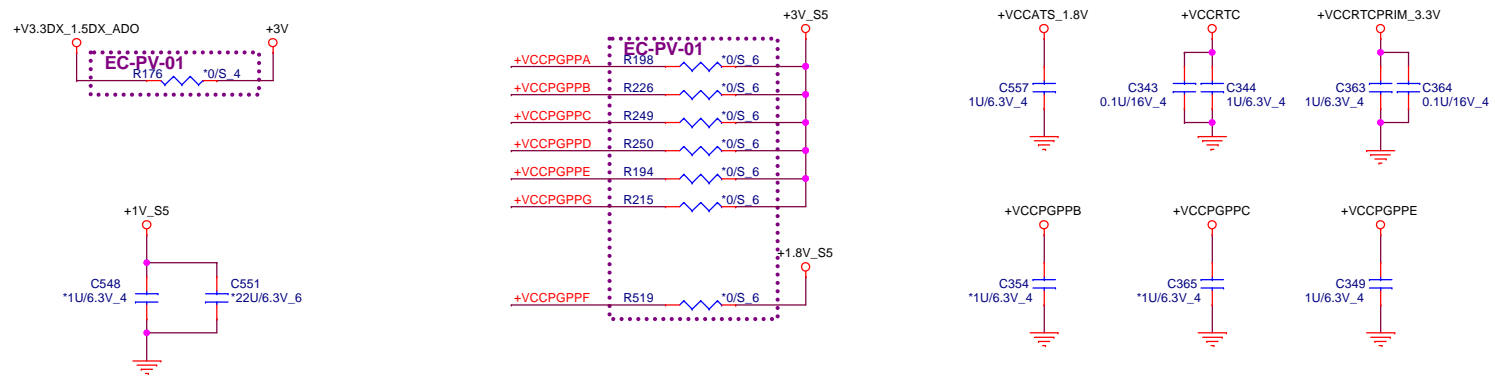 +V3.3DX_1.5DX_ADO
+3V
EC-PV-01
R176
*0/S_4
+1V_S5
C548
*1U/6.3V_4
C551
*22U/6.3V_6
+3V_S5
EC-PV-01
+VCCPGPPA
R198
*0/S_6
+VCCPGPPB
R226
*0/S_6
+VCCPGPPC
R249
*0/S_6
+VCCPGPPD
R250
*0/S_6
+VCCPGPPE
R194
*0/S_6
+VCCPGPPG
R215
*0/S_6
+1.8V_S5
+VCCPGPPF
R519
*0/S_6
+VCCATS_1.8V
C557
1U/6.3V_4
+VCCRTC
C343
0.1U/16V_4
C344
1U/6.3V_4
+VCCRTCPRIM_3.3V
C363
1U/6.3V_4
C364
0.1U/16V_4
+VCCPGPPB
C354
*1U/6.3V_4
+VCCPGPPC
C365
*1U/6.3V_4
+VCCPGPPE
C349
1U/6.3V_4